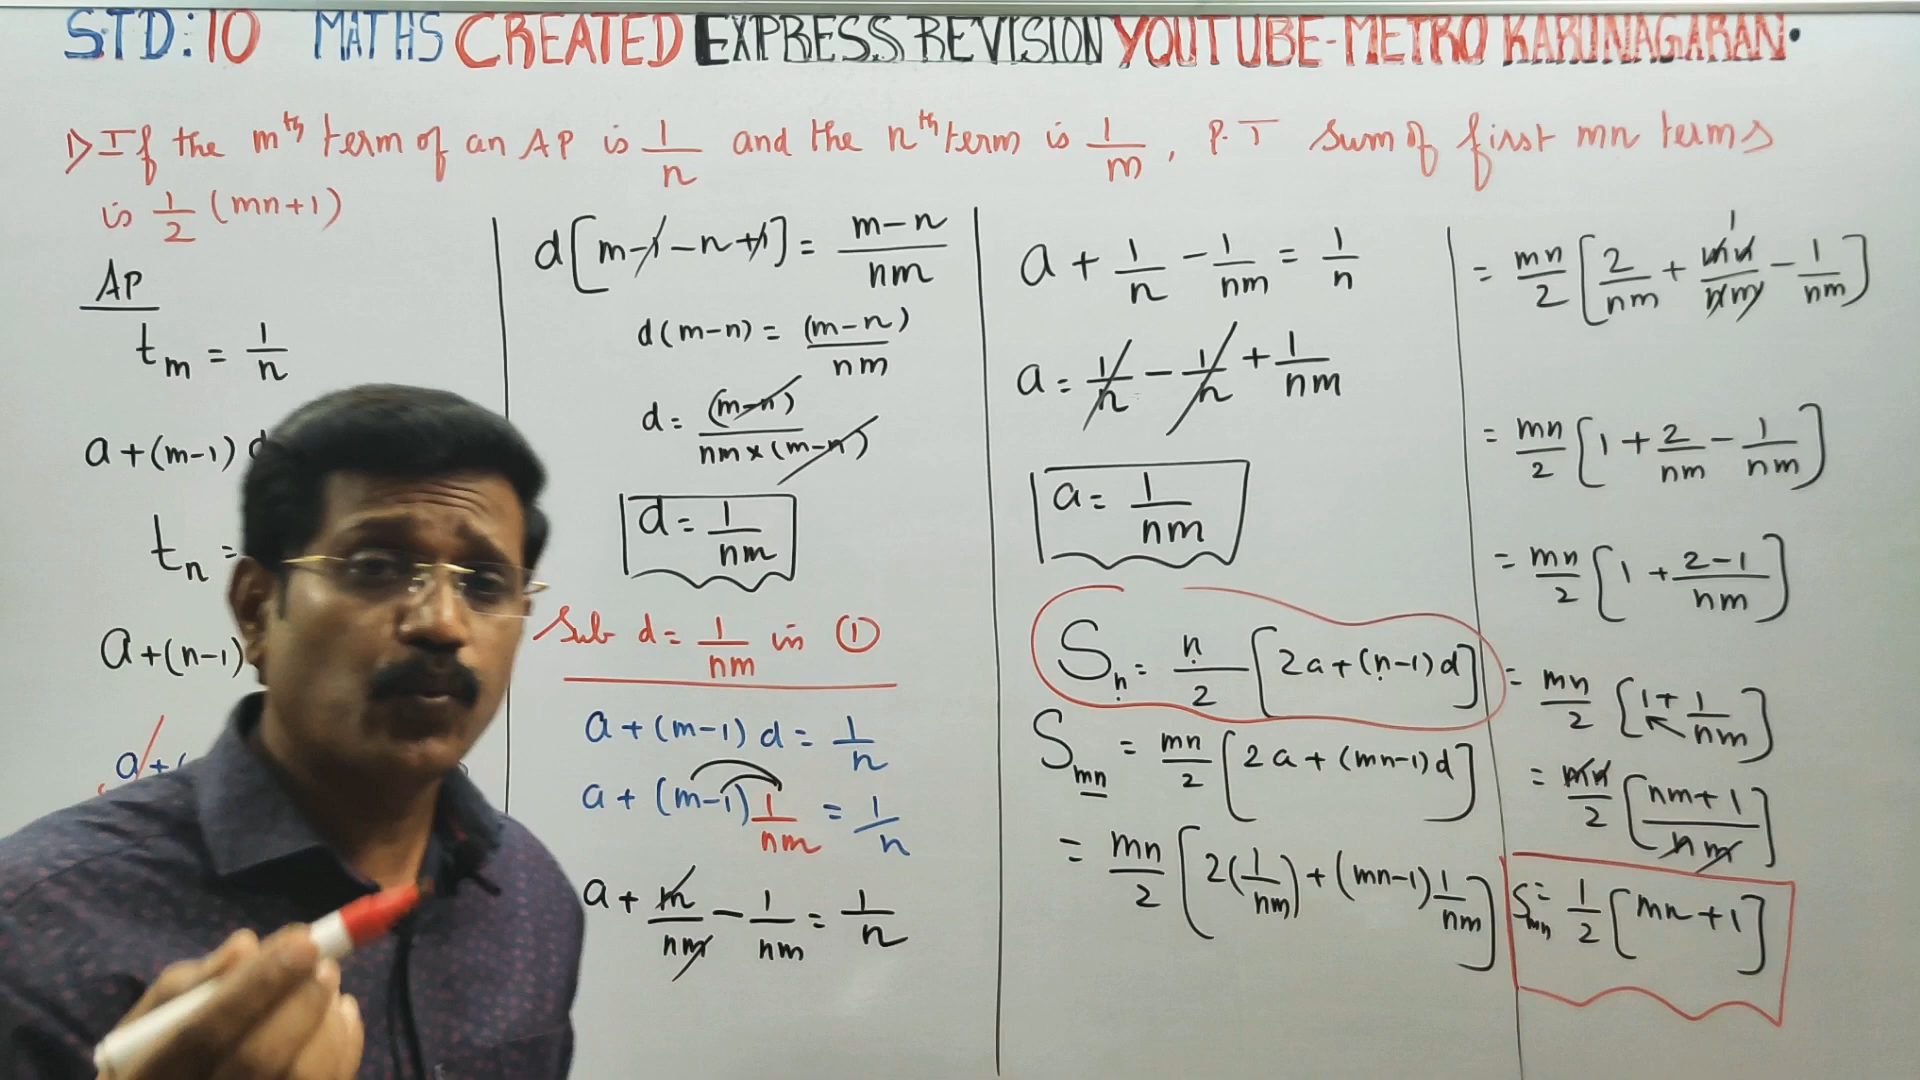 STD:10 MATHS CREATED EXPRESS REVISION YOUTUBE-METRO KARUNAGARAN.
1) If the mth term of an AP is 1/n and the nth term is 1/m, P.T sum of first mn terms
is 1/2 (mn+1)
AP
tm = 1/n
a+(m-1) d
tn =
a+(n-1)
a+(
d[m-1-n+1] = m-n/nm
d(m-n) = (m-n)/nm
d = (m-n)/nm×(m-n)
d = 1/nm
Sub d = 1/nm in ①
a+(m-1)d = 1/n
a+(m-1) 1/nm = 1/n
a + m/nm - 1/nm = 1/n
a + 1/n - 1/nm = 1/n
a = 1/n - 1/n + 1/nm
a = 1/nm
Sn = n/2 [2a+(n-1)d]
Smn = mn/2 [2a+(mn-1)d]
= mn/2 [2(1/nm)+(mn-1)1/nm]
= mn/2 [2/nm + mn/nm - 1/nm] 1
= mn/2 [1 + 2/nm - 1/nm]
= mn/2 [1 + 2-1/nm]
= mn/2 [1 + 1/nm]
= mn/2 [nm+1/nm]
Smn = 1/2 [mn+1]